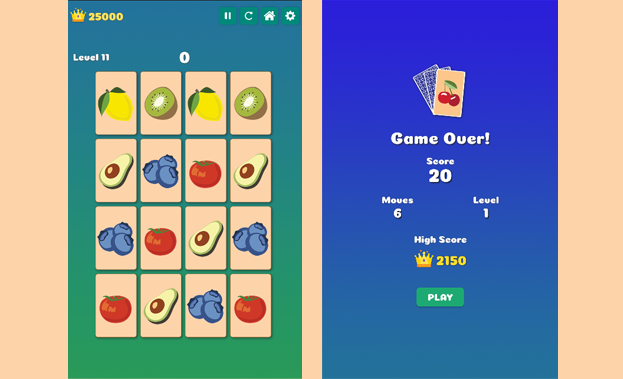 25000
Level 11
0
Game Over!
Score
20
Moves
Level
6
1
High Score
2150
PLAY